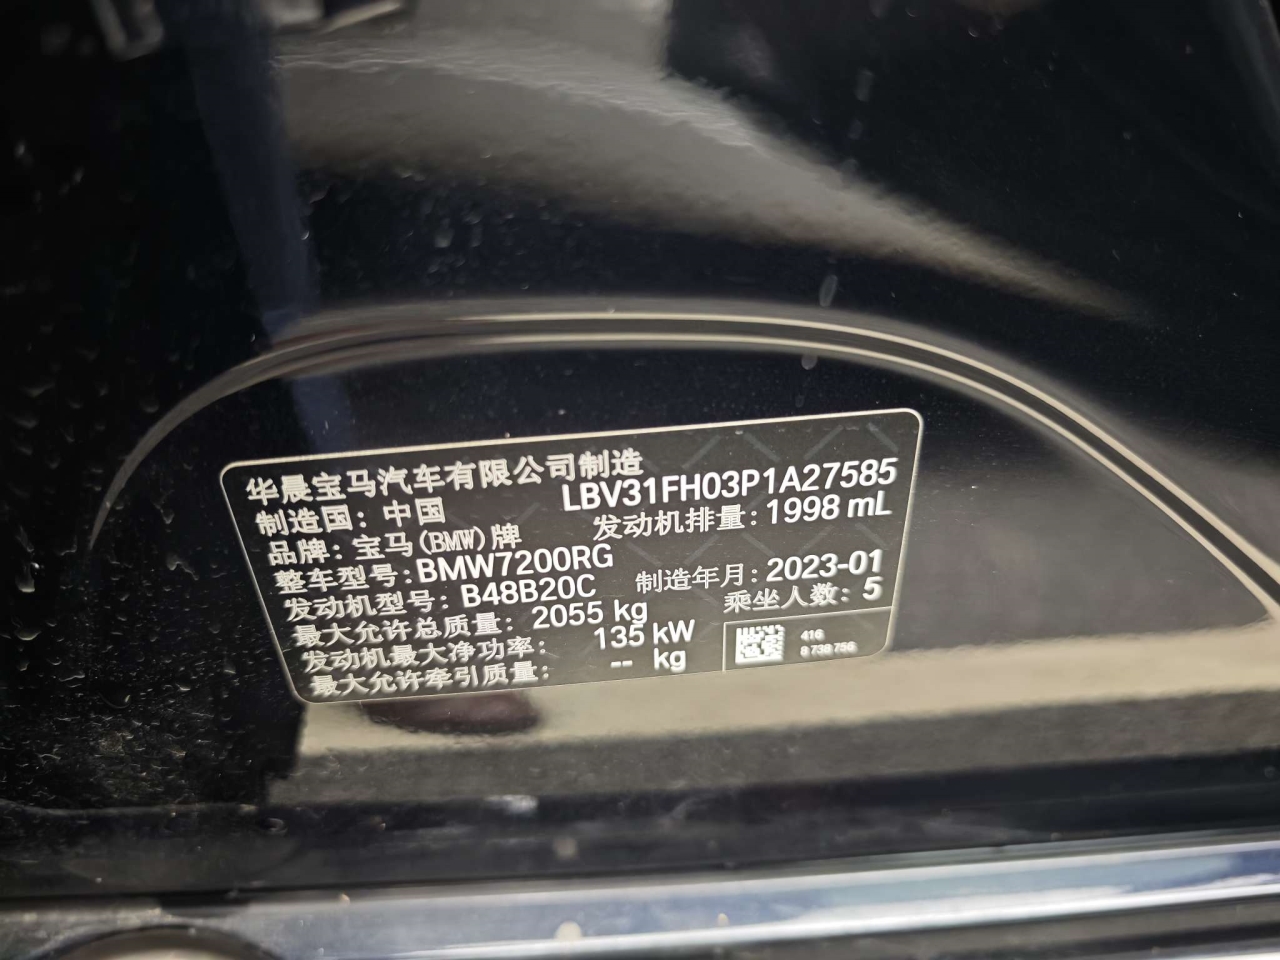 华晨宝马汽车有限公司制造
LBV31FH03P1A27585
制造国：中国
发动机排量：1998 mL
品牌：宝马(BMW)牌
整车型号：BMW7200RG
制造年月：2023-01
发动机型号：B48B20C
乘坐人数：5
最大允许总质量：2055 kg
发动机最大净功率：135 kW
最大允许牵引质量：-- kg
416
8 738 756